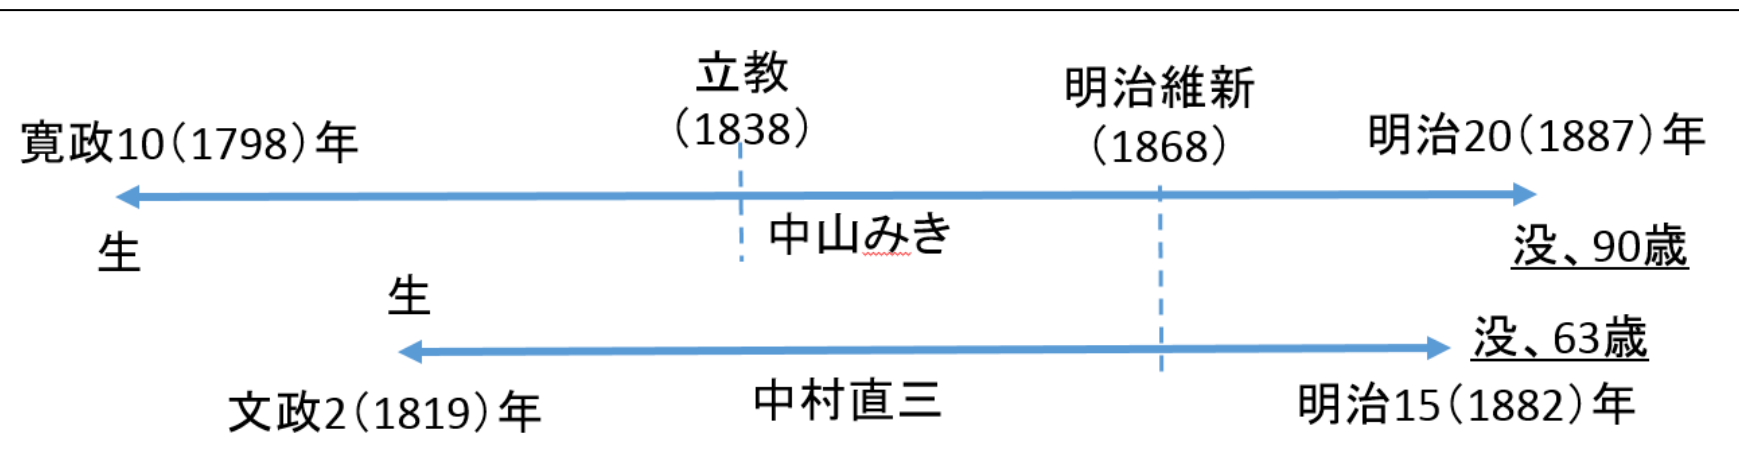 立教
（1838）
明治維新
（1868）
寛政10（1798）年
明治20（1887）年
中山みき
生
没、90歳
生
没、63歳
文政2（1819）年
中村直三
明治15（1882）年